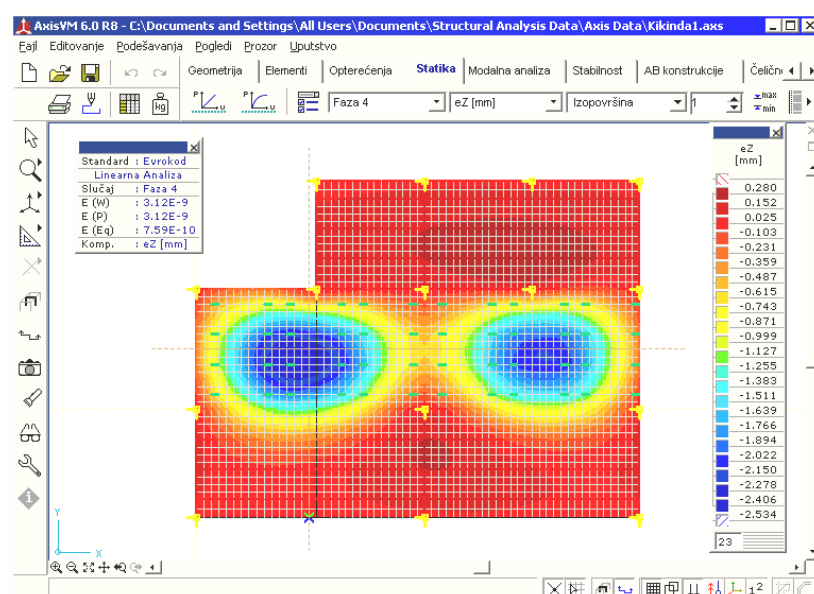 AxisVM 6.0 R8 - C:\Documents and Settings\All Users\Documents\Structural Analysis Data\Axis Data\Kikinda1.axs
Fajl Editovanje Podešavanja Pogledi Prozor Uputstvo
Geometrija Elementi Opterećenja Statika Modalna analiza Stabilnost AB konstrukcije
Faza 4 eZ [mm] Izopovršina 1 max min
Standard : Evrokod
Linearna Analiza
Slučaj : Faza 4
E (W) : 3.12E-9
E (P) : 3.12E-9
E (Eq) : 7.59E-10
Komp. : eZ [mm]
eZ
[mm]
0.280
0.152
0.025
-0.103
-0.231
-0.359
-0.487
-0.615
-0.743
-0.871
-0.999
-1.127
-1.255
-1.383
-1.511
-1.639
-1.766
-1.894
-2.022
-2.150
-2.278
-2.406
-2.534
23
Y
X